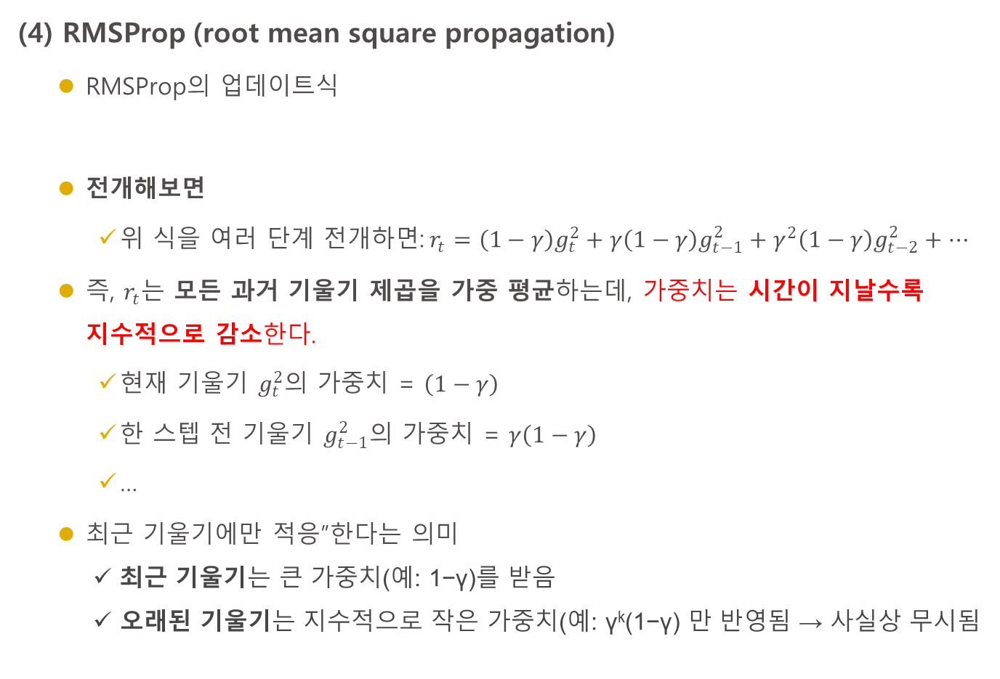 (4) RMSProp (root mean square propagation)
● RMSProp의 업데이트식
● 전개해보면
✓ 위 식을 여러 단계 전개하면: $r_t = (1-\gamma)g_t^2 + \gamma(1-\gamma)g_{t-1}^2 + \gamma^2(1-\gamma)g_{t-2}^2 + \cdots$
● 즉, $r_t$는 모든 과거 기울기 제곱을 가중 평균하는데, 가중치는 시간이 지날수록
지수적으로 감소한다.
✓ 현재 기울기 $g_t^2$의 가중치 = $(1-\gamma)$
✓ 한 스텝 전 기울기 $g_{t-1}^2$의 가중치 = $\gamma(1-\gamma)$
✓ ...
● 최근 기울기에만 적응”한다는 의미
✓ 최근 기울기는 큰 가중치(예: 1−γ)를 받음
✓ 오래된 기울기는 지수적으로 작은 가중치(예: γᵏ(1−γ) 만 반영됨 → 사실상 무시됨